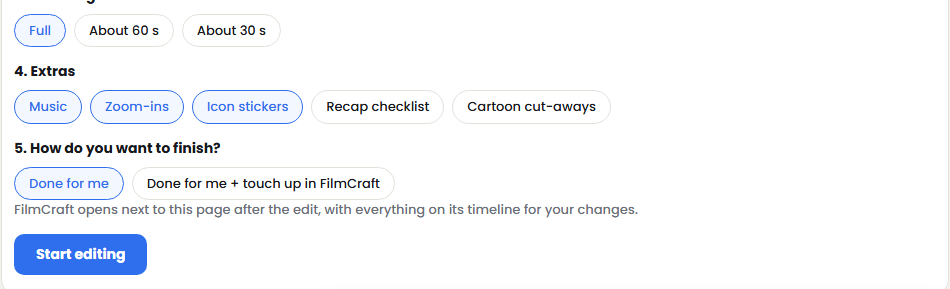 Full About 60 s About 30 s
4. Extras
Music Zoom-ins Icon stickers Recap checklist Cartoon cut-aways
5. How do you want to finish?
Done for me Done for me + touch up in FilmCraft
FilmCraft opens next to this page after the edit, with everything on its timeline for your changes.
Start editing